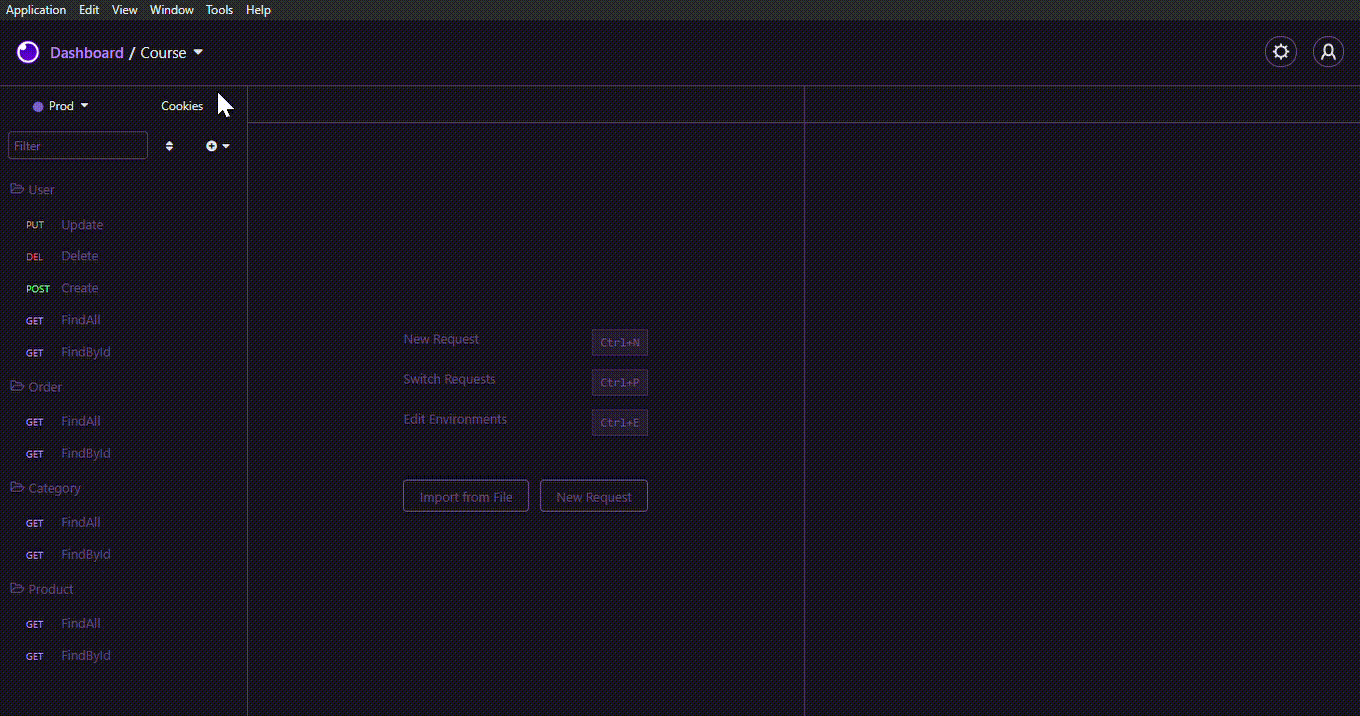 Application Edit View Window Tools Help
Dashboard / Course
Prod Cookies
Filter
User
PUT Update
DEL Delete
POST Create
GET FindAll
GET FindById
Order
GET FindAll
GET FindById
Category
GET FindAll
GET FindById
Product
GET FindAll
GET FindById
New Request Ctrl+N
Switch Requests Ctrl+P
Edit Environments Ctrl+E
Import from File New Request